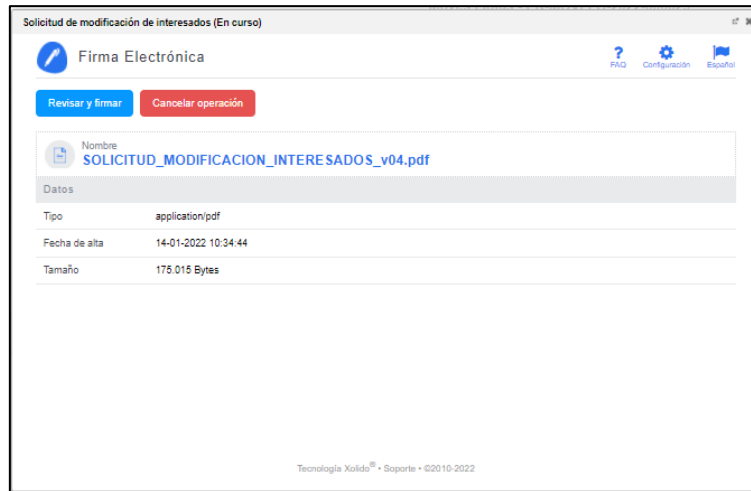 Solicitud de modificación de interesados (En curso)
Firma Electrónica
FAQ
Configuración
Español
Revisar y firmar
Cancelar operación
Nombre
SOLICITUD_MODIFICACION_INTERESADOS_v04.pdf
Datos
Tipo application/pdf
Fecha de alta 14-01-2022 10:34:44
Tamaño 175.015 Bytes
Tecnología Xolido® • Soporte • ©2010-2022